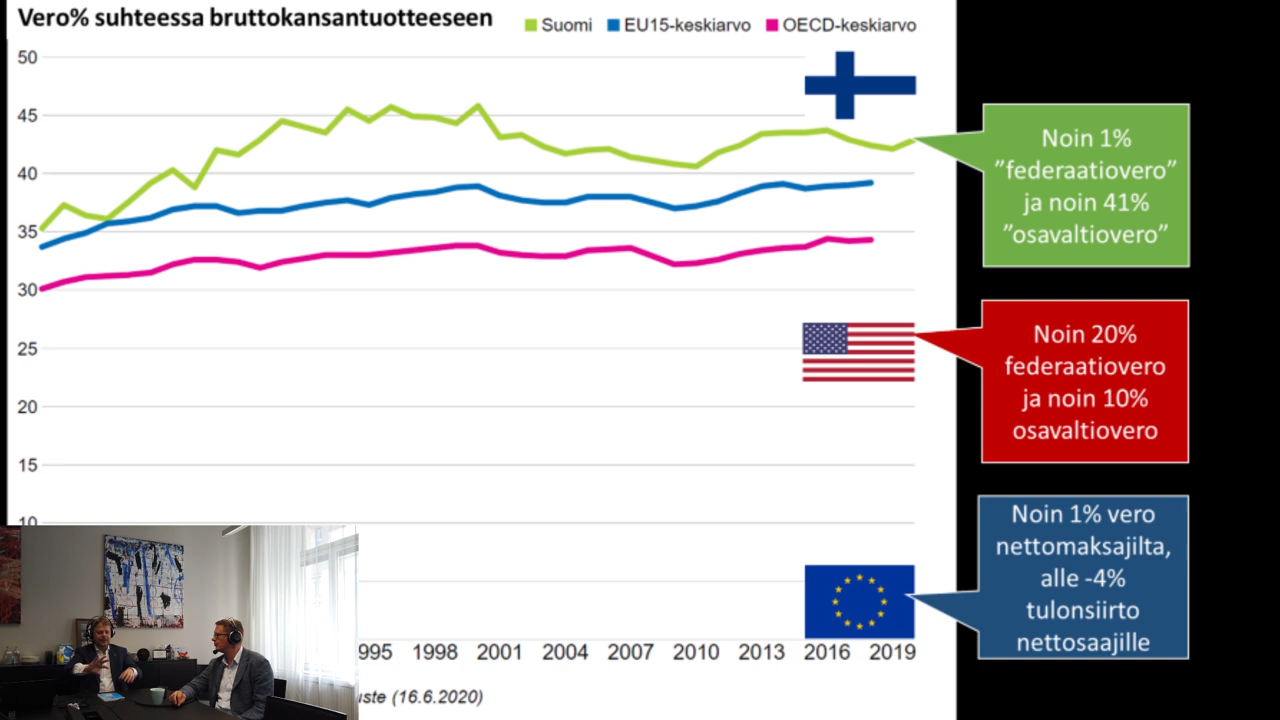 Vero% suhteessa bruttokansantuotteeseen
Suomi EU15-keskiarvo OECD-keskiarvo
50
45
40
35
30
25
20
15
10
1998 2001 2004 2007 2010 2013 2016 2019
(16.6.2020)
Noin 1%
”federaatiovero”
ja noin 41%
”osavaltiovero”
Noin 20%
federaatiovero
ja noin 10%
osavaltiovero
Noin 1% vero
nettomaksajilta,
alle -4%
tulonsiirto
nettosaajille